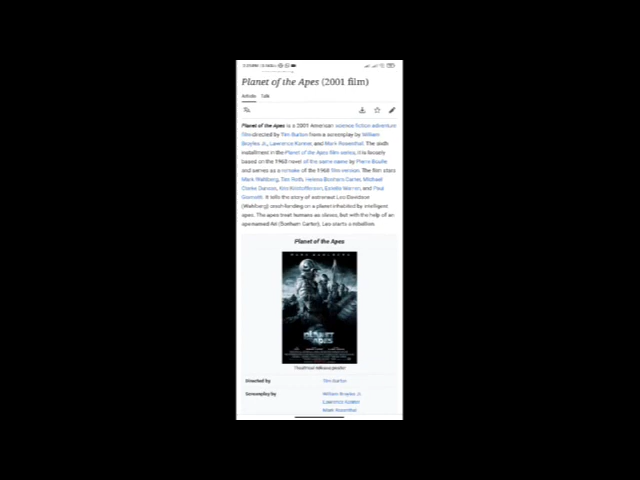 Planet of the Apes (2001 film)
Article Talk
Planet of the Apes is a 2001 American science fiction adventure
film directed by Tim Burton from a screenplay by William
Broyles Jr., Lawrence Konner, and Mark Rosenthal. The sixth
installment in the Planet of the Apes film series, it is loosely
based on the 1963 novel of the same name by Pierre Boulle
and serves as a remake of the 1968 film version. The film stars
Mark Wahlberg, Tim Roth, Helena Bonham Carter, Michael
Clarke Duncan, Kris Kristofferson, Estella Warren, and Paul
Giamatti. It tells the story of astronaut Leo Davidson
(Wahlberg) crash-landing on a planet inhabited by intelligent
apes. The apes treat humans as slaves, but with the help of an
ape named Ari (Bonham Carter), Leo starts a rebellion.
Planet of the Apes
MARK WAHLBERG
PLANET
APES
Theatrical release poster
Directed by Tim Burton
Screenplay by William Broyles Jr.
Lawrence Konner
Mark Rosenthal